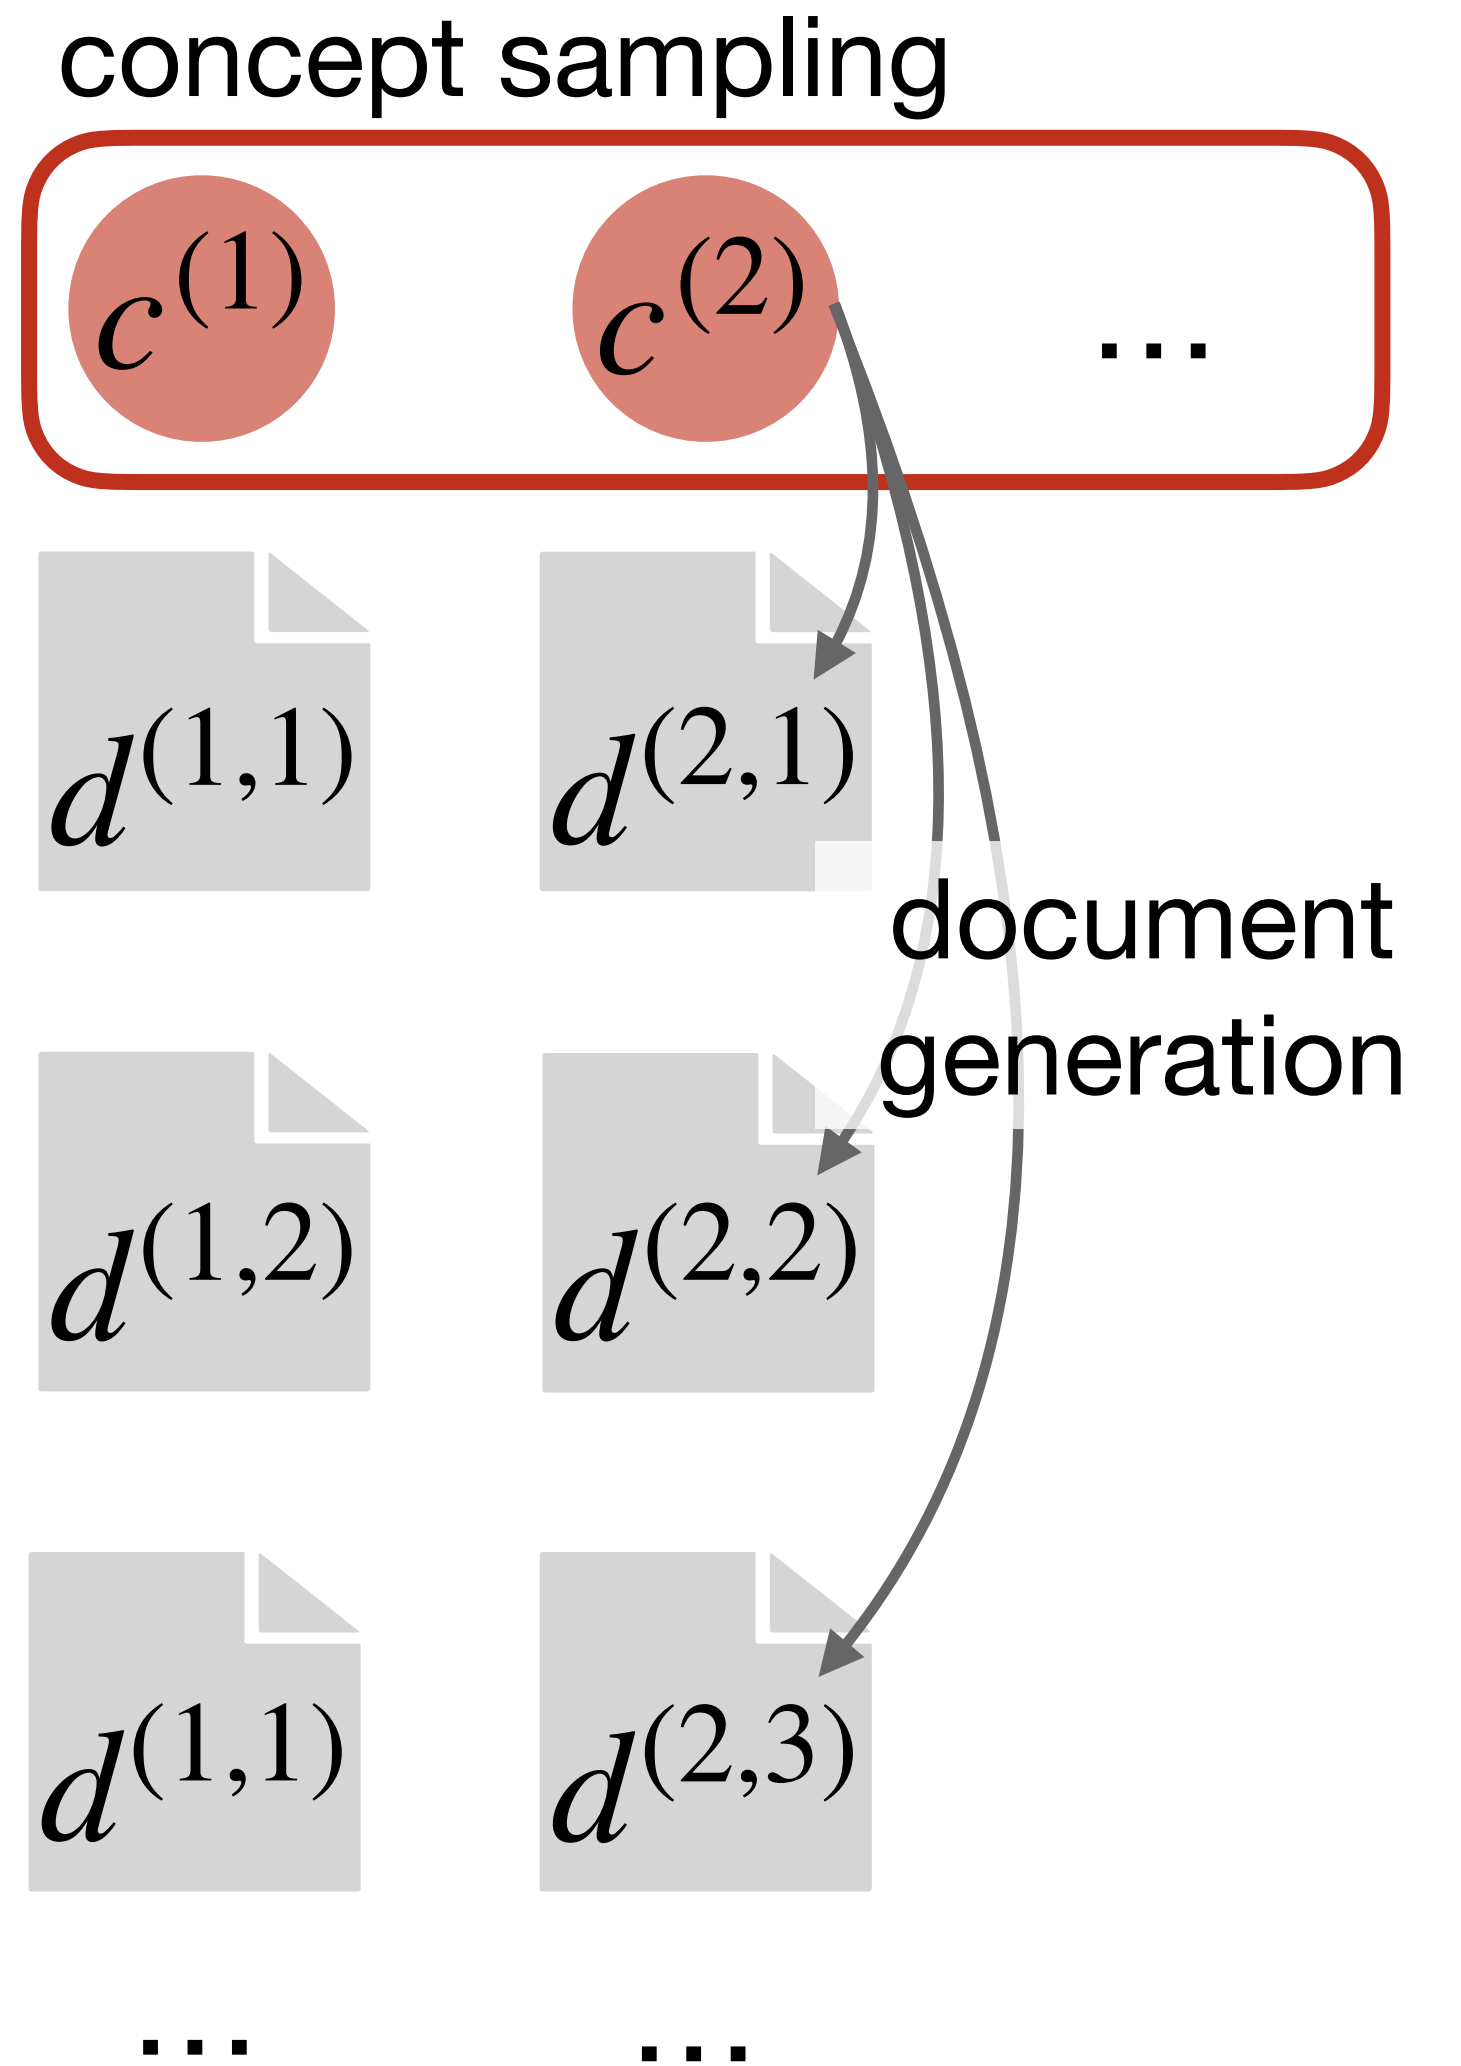 concept sampling
c^(1) c^(2) ...
d^(1,1) d^(2,1)
document
generation
d^(1,2) d^(2,2)
d^(1,1) d^(2,3)
... ...